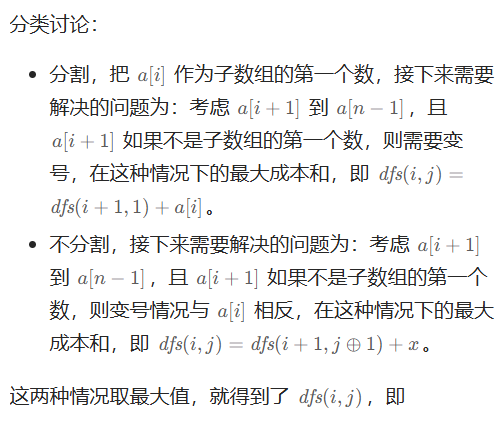 分类讨论：
• 分割，把 a[i] 作为子数组的第一个数，接下来需要
解决的问题为：考虑 a[i + 1] 到 a[n − 1]，且
a[i + 1] 如果不是子数组的第一个数，则需要变
号，在这种情况下的最大成本和，即 dfs(i, j) =
dfs(i + 1, 1) + a[i]。
• 不分割，接下来需要解决的问题为：考虑 a[i + 1]
到 a[n − 1]，且 a[i + 1] 如果不是子数组的第一个
数，则变号情况与 a[i] 相反，在这种情况下的最大
成本和，即 dfs(i, j) = dfs(i + 1, j ⊕ 1) + x。
这两种情况取最大值，就得到了 dfs(i, j)，即